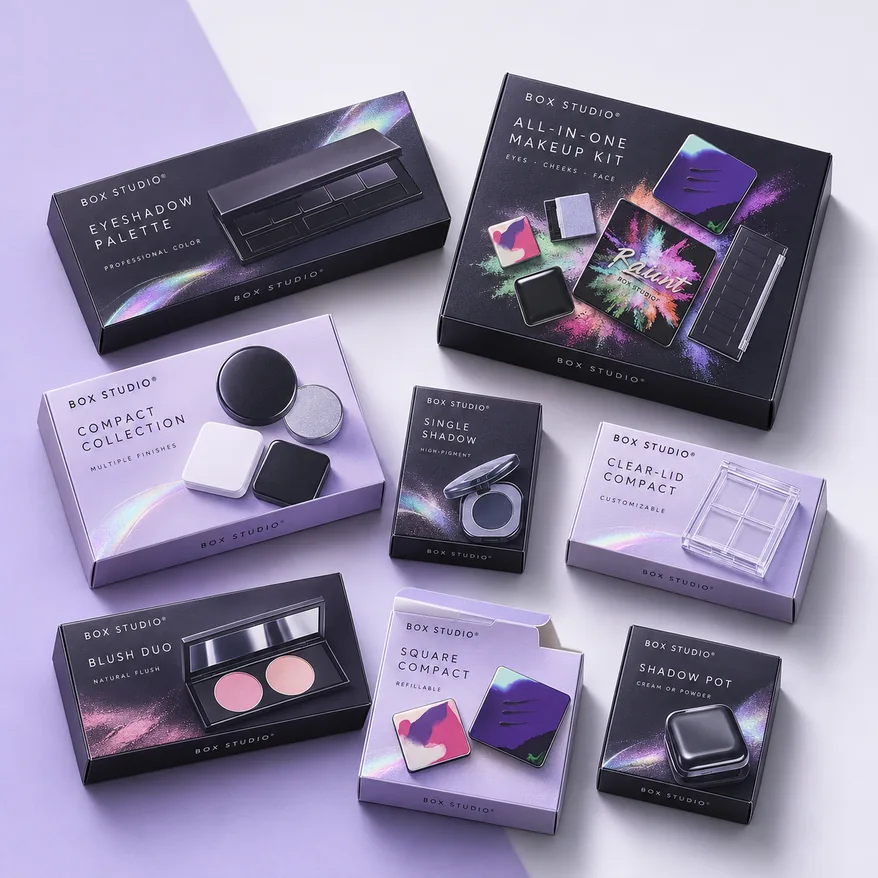 BOX STUDIO®
EYESHADOW
PALETTE
PROFESSIONAL COLOR
BOX STUDIO®
BOX STUDIO®
ALL-IN-ONE
MAKEUP KIT
EYES · CHEEKS · FACE
BOX STUDIO®
BOX STUDIO®
BOX STUDIO®
COMPACT
COLLECTION
MULTIPLE FINISHES
BOX STUDIO®
BOX STUDIO®
SINGLE
SHADOW
HIGH-PIGMENT
BOX STUDIO®
BOX STUDIO®
CLEAR-LID
COMPACT
CUSTOMIZABLE
BOX STUDIO®
BOX STUDIO®
BLUSH DUO
NATURAL FLUSH
BOX STUDIO®
BOX STUDIO®
SQUARE
COMPACT
REFILLABLE
BOX STUDIO®
BOX STUDIO®
SHADOW POT
CREAM OR POWDER
BOX STUDIO®